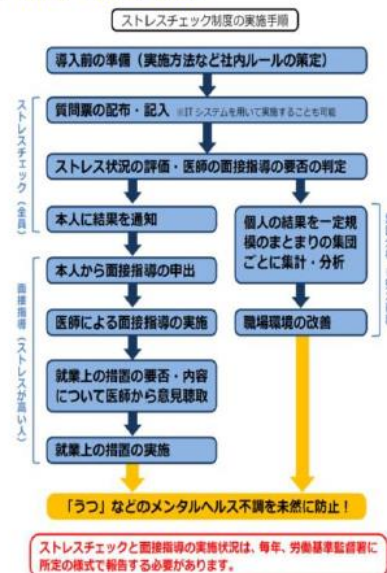 ストレスチェック制度の実施手順
導入前の準備(実施方法など社内ルールの策定)
ストレスチェック(全員)
質問票の配布・記入 ※ITシステムを用いて実施することも可能
ストレス状況の評価・医師の面接指導の要否の判定
本人に結果を通知
面接指導(ストレスが高い人)
本人から面接指導の申出
医師による面接指導の実施
就業上の措置の要否・内容
について医師から意見聴取
就業上の措置の実施
個人の結果を一定規
模のまとまりの集団
ごとに集計・分析
職場環境の改善
「うつ」などのメンタルヘルス不調を未然に防止!
ストレスチェックと面接指導の実施状況は、毎年、労働基準監督署に
所定の様式で報告する必要があります。